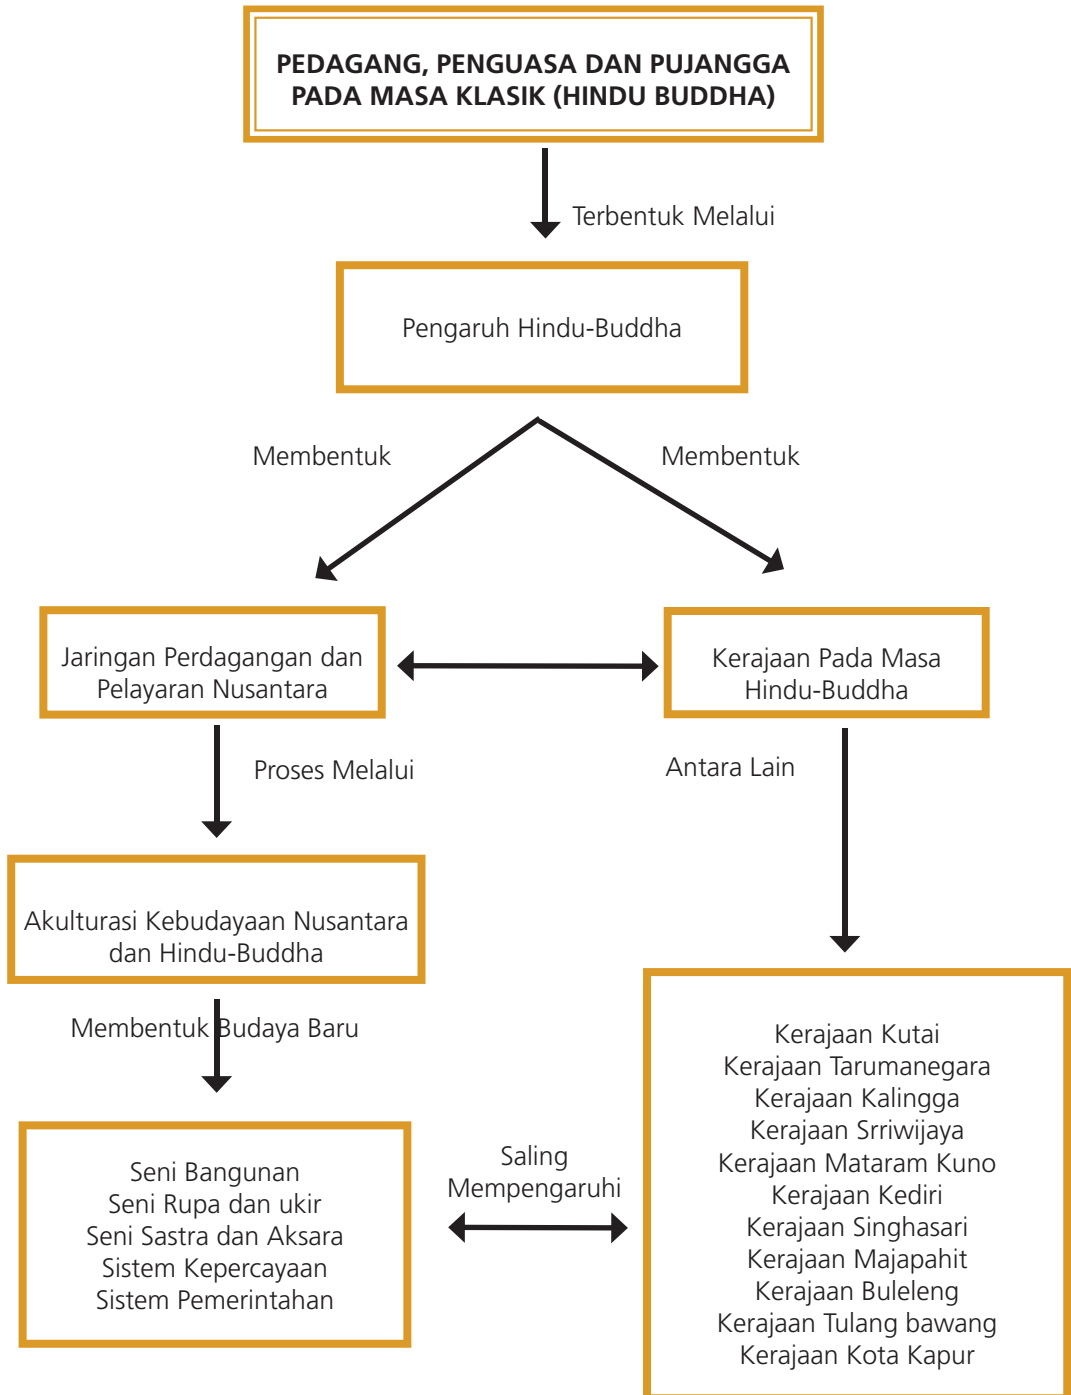 PEDAGANG, PENGUASA DAN PUJANGGA
PADA MASA KLASIK (HINDU BUDDHA)
Terbentuk Melalui
Pengaruh Hindu-Buddha
Membentuk
Membentuk
Jaringan Perdagangan dan
Pelayaran Nusantara
Kerajaan Pada Masa
Hindu-Buddha
Proses Melalui
Antara Lain
Akulturasi Kebudayaan Nusantara
dan Hindu-Buddha
Membentuk Budaya Baru
Seni Bangunan
Seni Rupa dan ukir
Seni Sastra dan Aksara
Sistem Kepercayaan
Sistem Pemerintahan
Saling
Mempengaruhi
Kerajaan Kutai
Kerajaan Tarumanegara
Kerajaan Kalingga
Kerajaan Srriwijaya
Kerajaan Mataram Kuno
Kerajaan Kediri
Kerajaan Singhasari
Kerajaan Majapahit
Kerajaan Buleleng
Kerajaan Tulang bawang
Kerajaan Kota Kapur